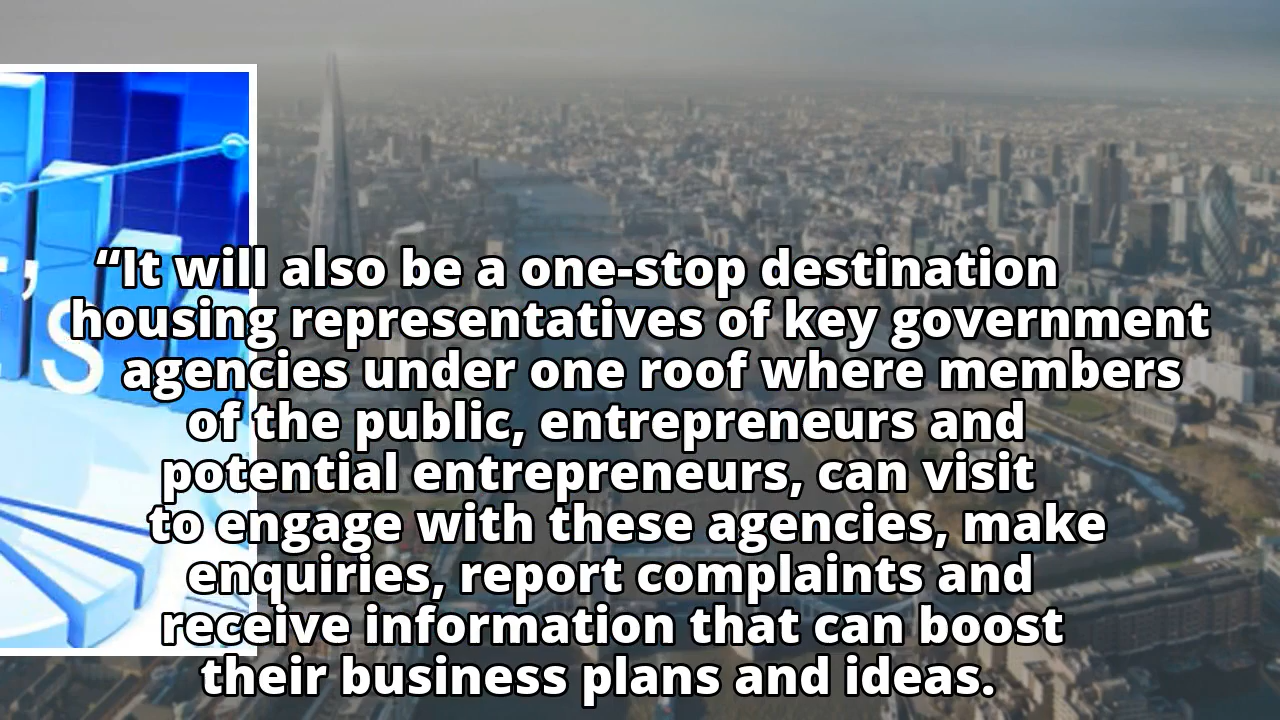 “It will also be a one-stop destination
housing representatives of key government
agencies under one roof where members
of the public, entrepreneurs and
potential entrepreneurs, can visit
to engage with these agencies, make
enquiries, report complaints and
receive information that can boost
their business plans and ideas.